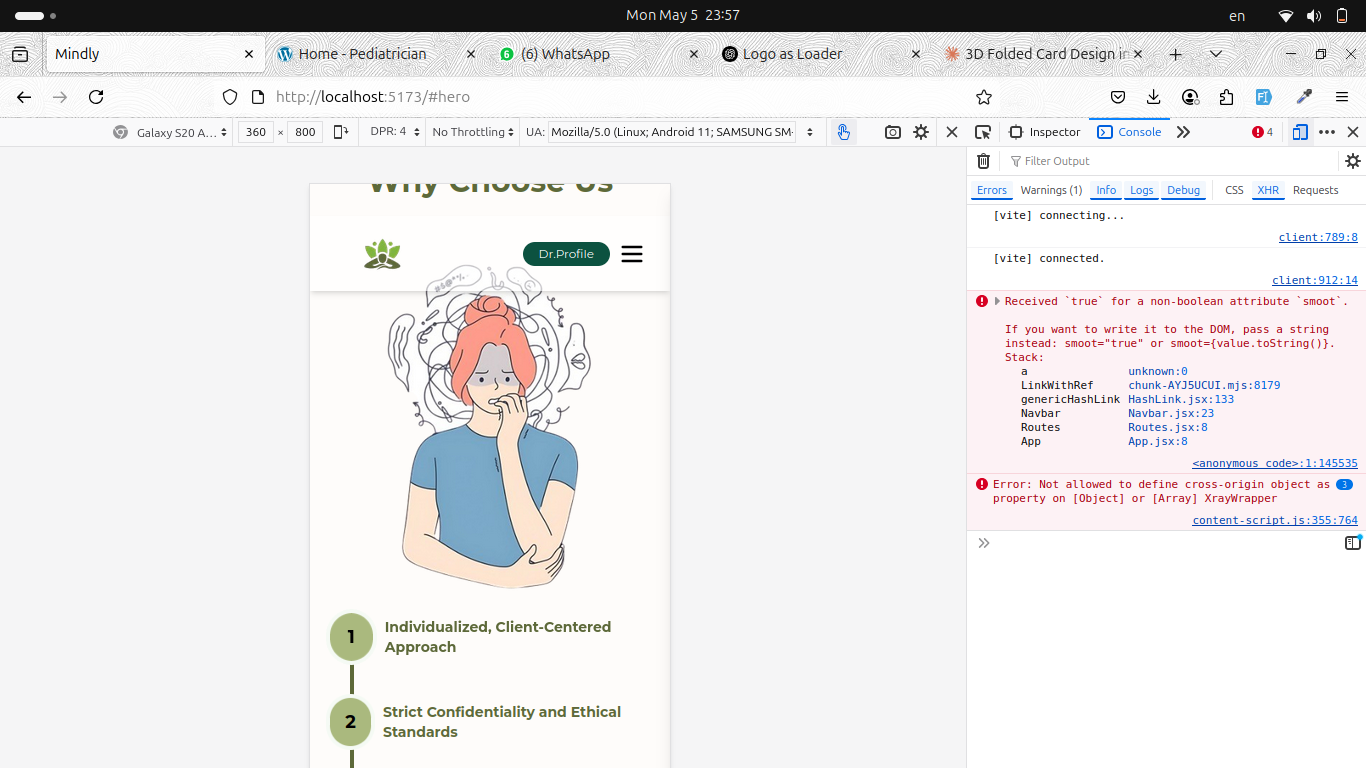 Mon May 5 23:57
en
Mindly
Home - Pediatrician
(6) WhatsApp
Logo as Loader
3D Folded Card Design in
http://localhost:5173/#hero
Galaxy S20 A...
360 × 800
DPR: 4
No Throttling
UA: Mozilla/5.0 (Linux; Android 11; SAMSUNG SM-
Inspector
Console
4
Filter Output
Errors
Warnings (1)
Info
Logs
Debug
CSS
XHR
Requests
[vite] connecting...
client:789:8
[vite] connected.
client:912:14
Received `true` for a non-boolean attribute `smoot`.
If you want to write it to the DOM, pass a string
instead: smoot="true" or smoot={value.toString()}.
Stack:
a unknown:0
LinkWithRef chunk-AYJ5UCUI.mjs:8179
genericHashLink HashLink.jsx:133
Navbar Navbar.jsx:23
Routes Routes.jsx:8
App App.jsx:8
<anonymous code>:1:145535
Error: Not allowed to define cross-origin object as 3
property on [Object] or [Array] XrayWrapper
content-script.js:355:764
Why Choose Us
Dr.Profile
1
Individualized, Client-Centered
Approach
2
Strict Confidentiality and Ethical
Standards